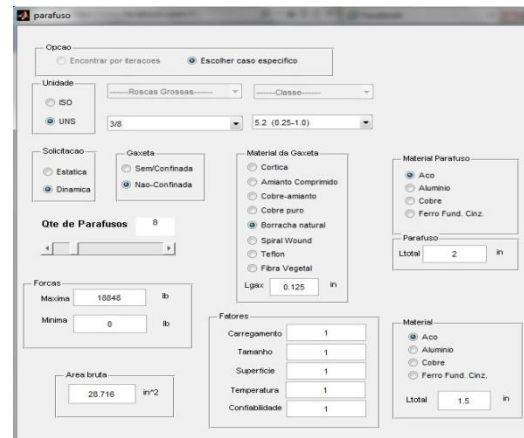 parafuso
Opcao
Encontrar por iteracoes
Escolher caso especifico
Unidade
ISO
UNS
------Roscas Grossas------
------Classe------
3/8
5.2 (0.25-1.0)
Solicitacao
Estatica
Dinamica
Gaxeta
Sem/Confinada
Nao-Confinada
Material da Gaxeta
Cortica
Amianto Comprimido
Cobre-amianto
Cobre puro
Borracha natural
Spiral Wound
Teflon
Fibra Vegetal
Lgax 0.125 in
Material Parafuso
Aco
Aluminio
Cobre
Ferro Fund. Cinz.
Parafuso
Ltotal 2 in
Qte de Parafusos 8
Forcas
Maxima 18848 lb
Minima 0 lb
Area bruta
28.716 in^2
Fatores
Carregamento 1
Tamanho 1
Superficie 1
Temperatura 1
Confiabilidade 1
Material
Aco
Aluminio
Cobre
Ferro Fund. Cinz.
Ltotal 1.5 in